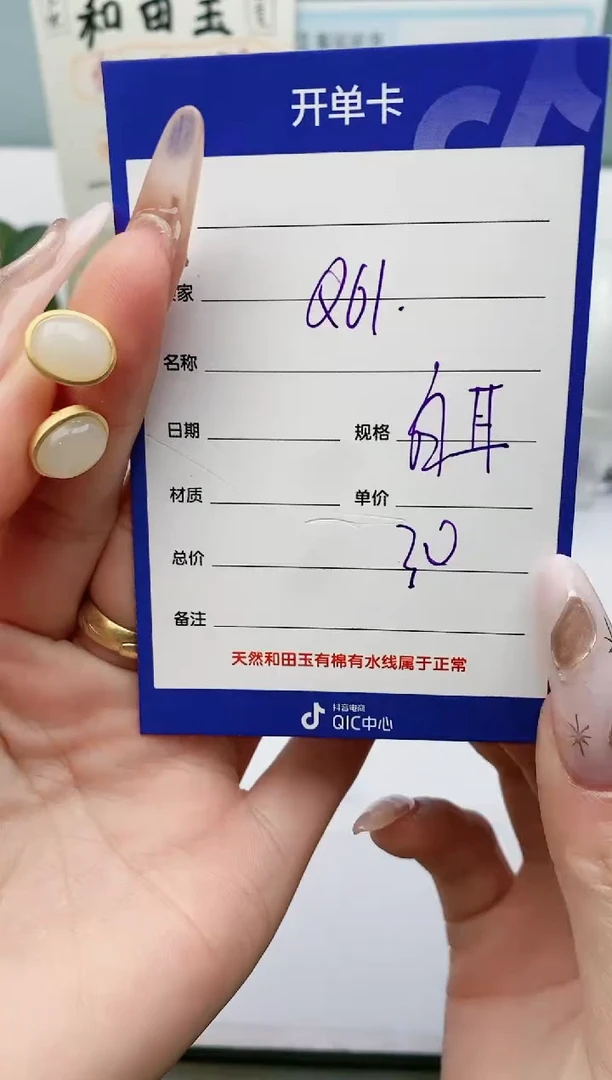 和田玉
开单卡
家 Q61.
名称
日期 规格 白耳
材质 单价
总价 30
备注
天然和田玉有棉有水线属于正常
抖音电商
QIC中心